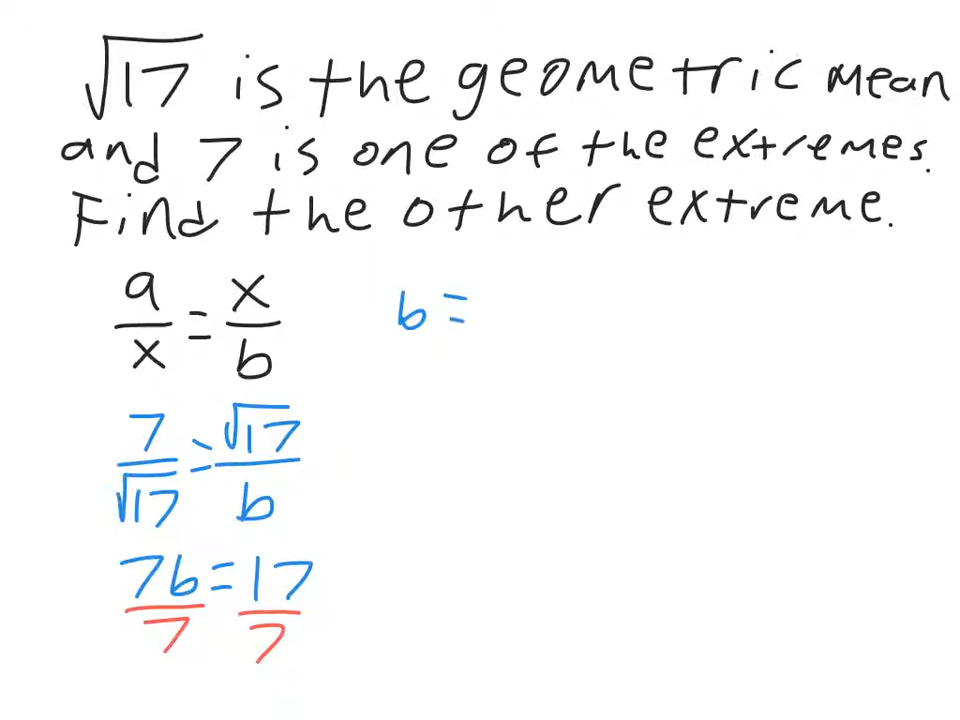 √17 is the geometric mean
and 7 is one of the extremes.
Find the other extreme.
a/x = x/b
b =
7/√17 = √17/b
7b = 17
7 7